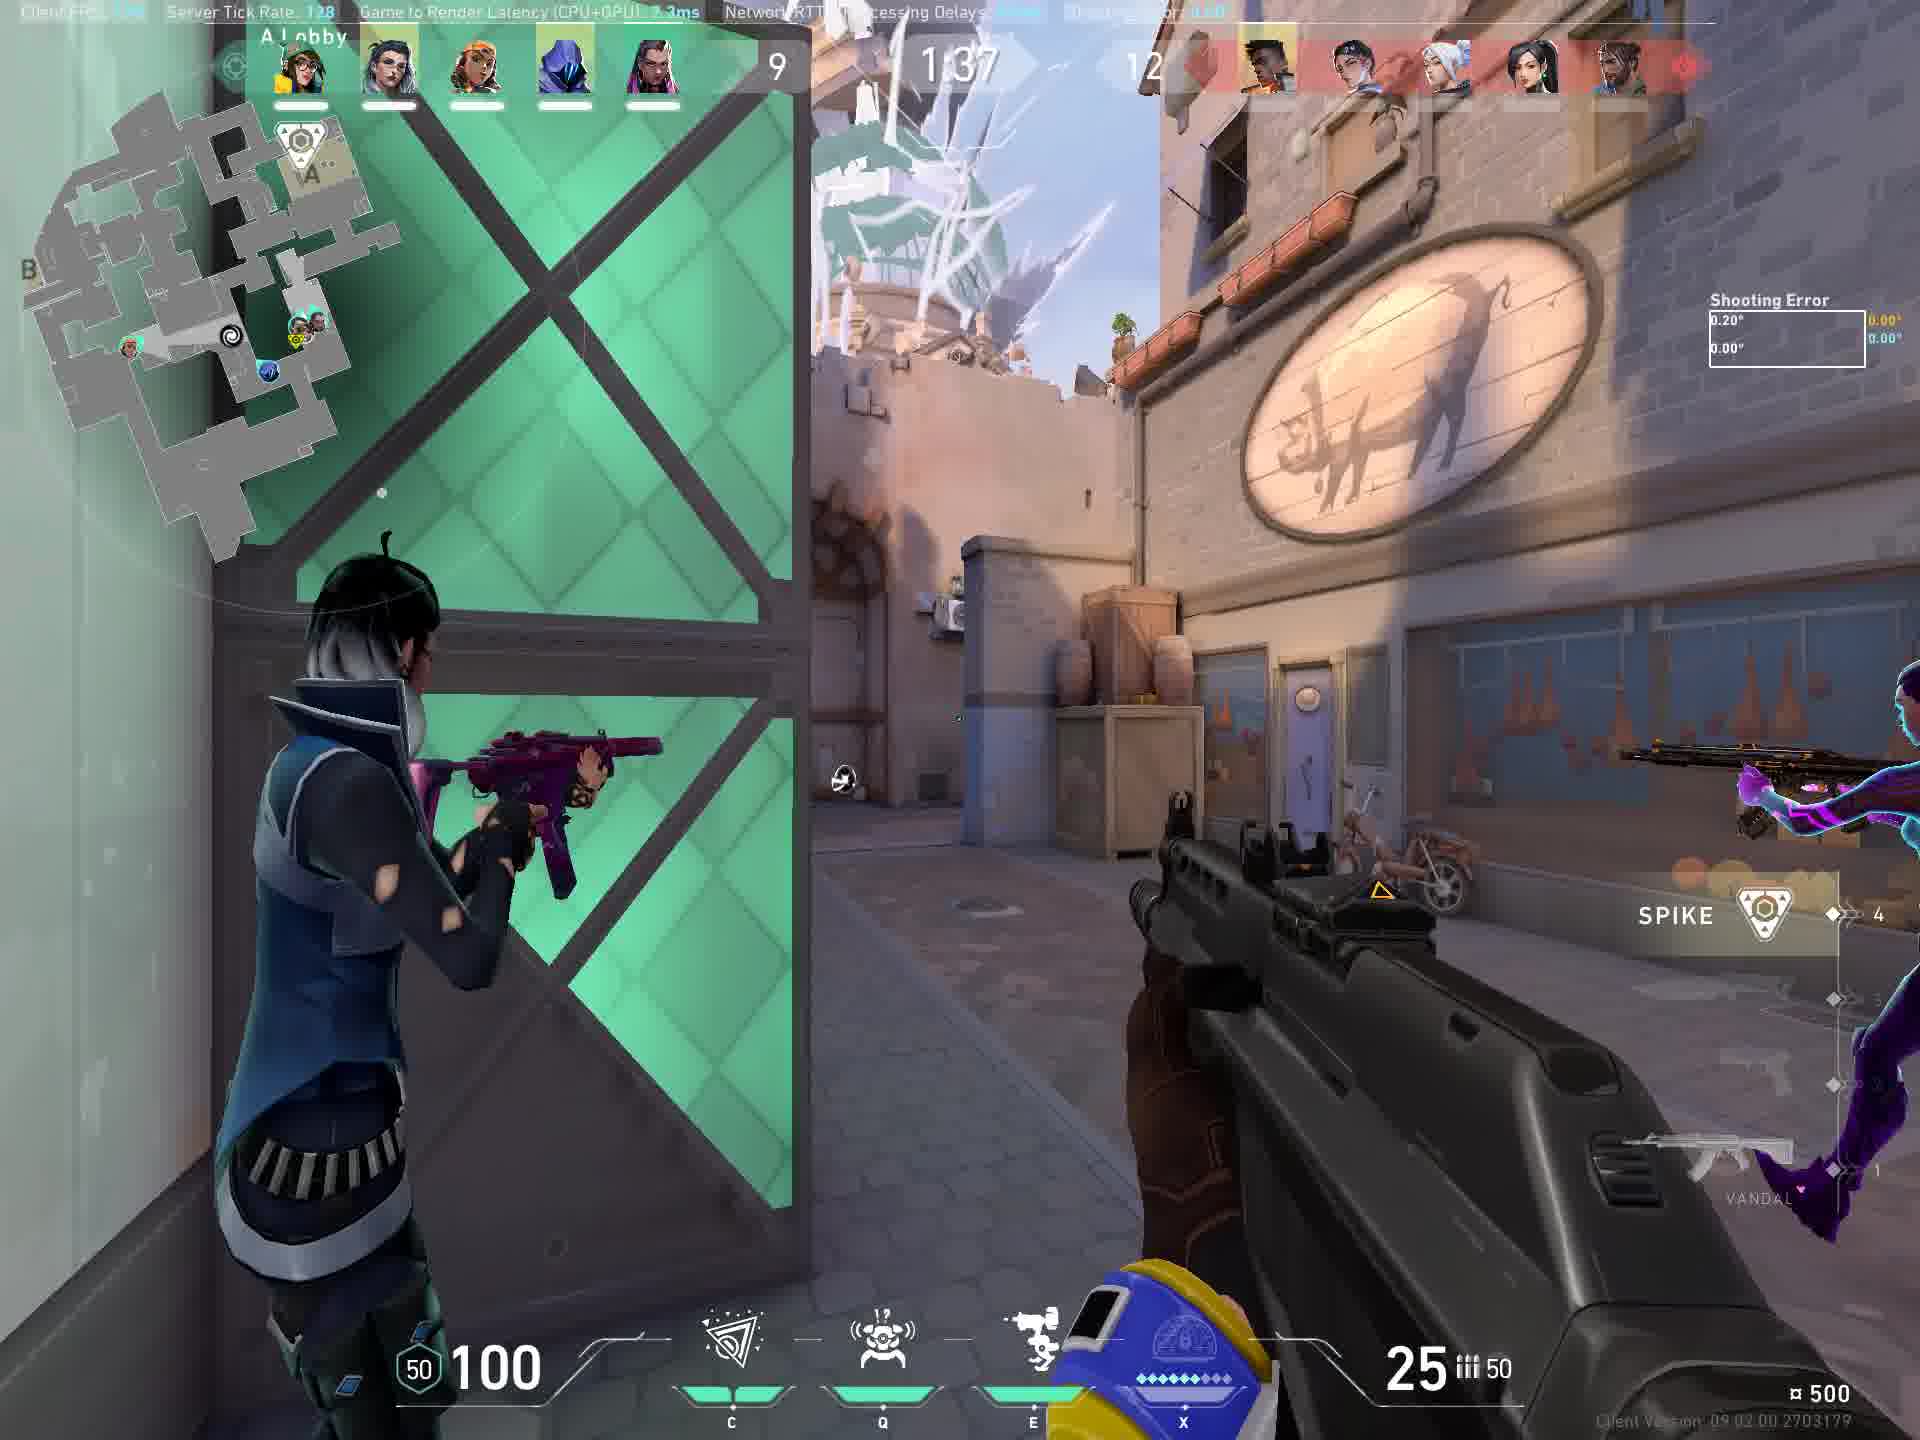 Client FPS:
Server Tick Rate: 128
Game to Render Latency (CPU+GPU): 7.3ms
Network RTT
A Lobby
9
1:37
12
A
B
Shooting Error
0.20°
0.00°
0.00°
0.00°
SPIKE
4
3
2
1
VANDAL
50
100
C
Q
E
X
25
50
¤ 500
Client Version: 09.02.00.2703179